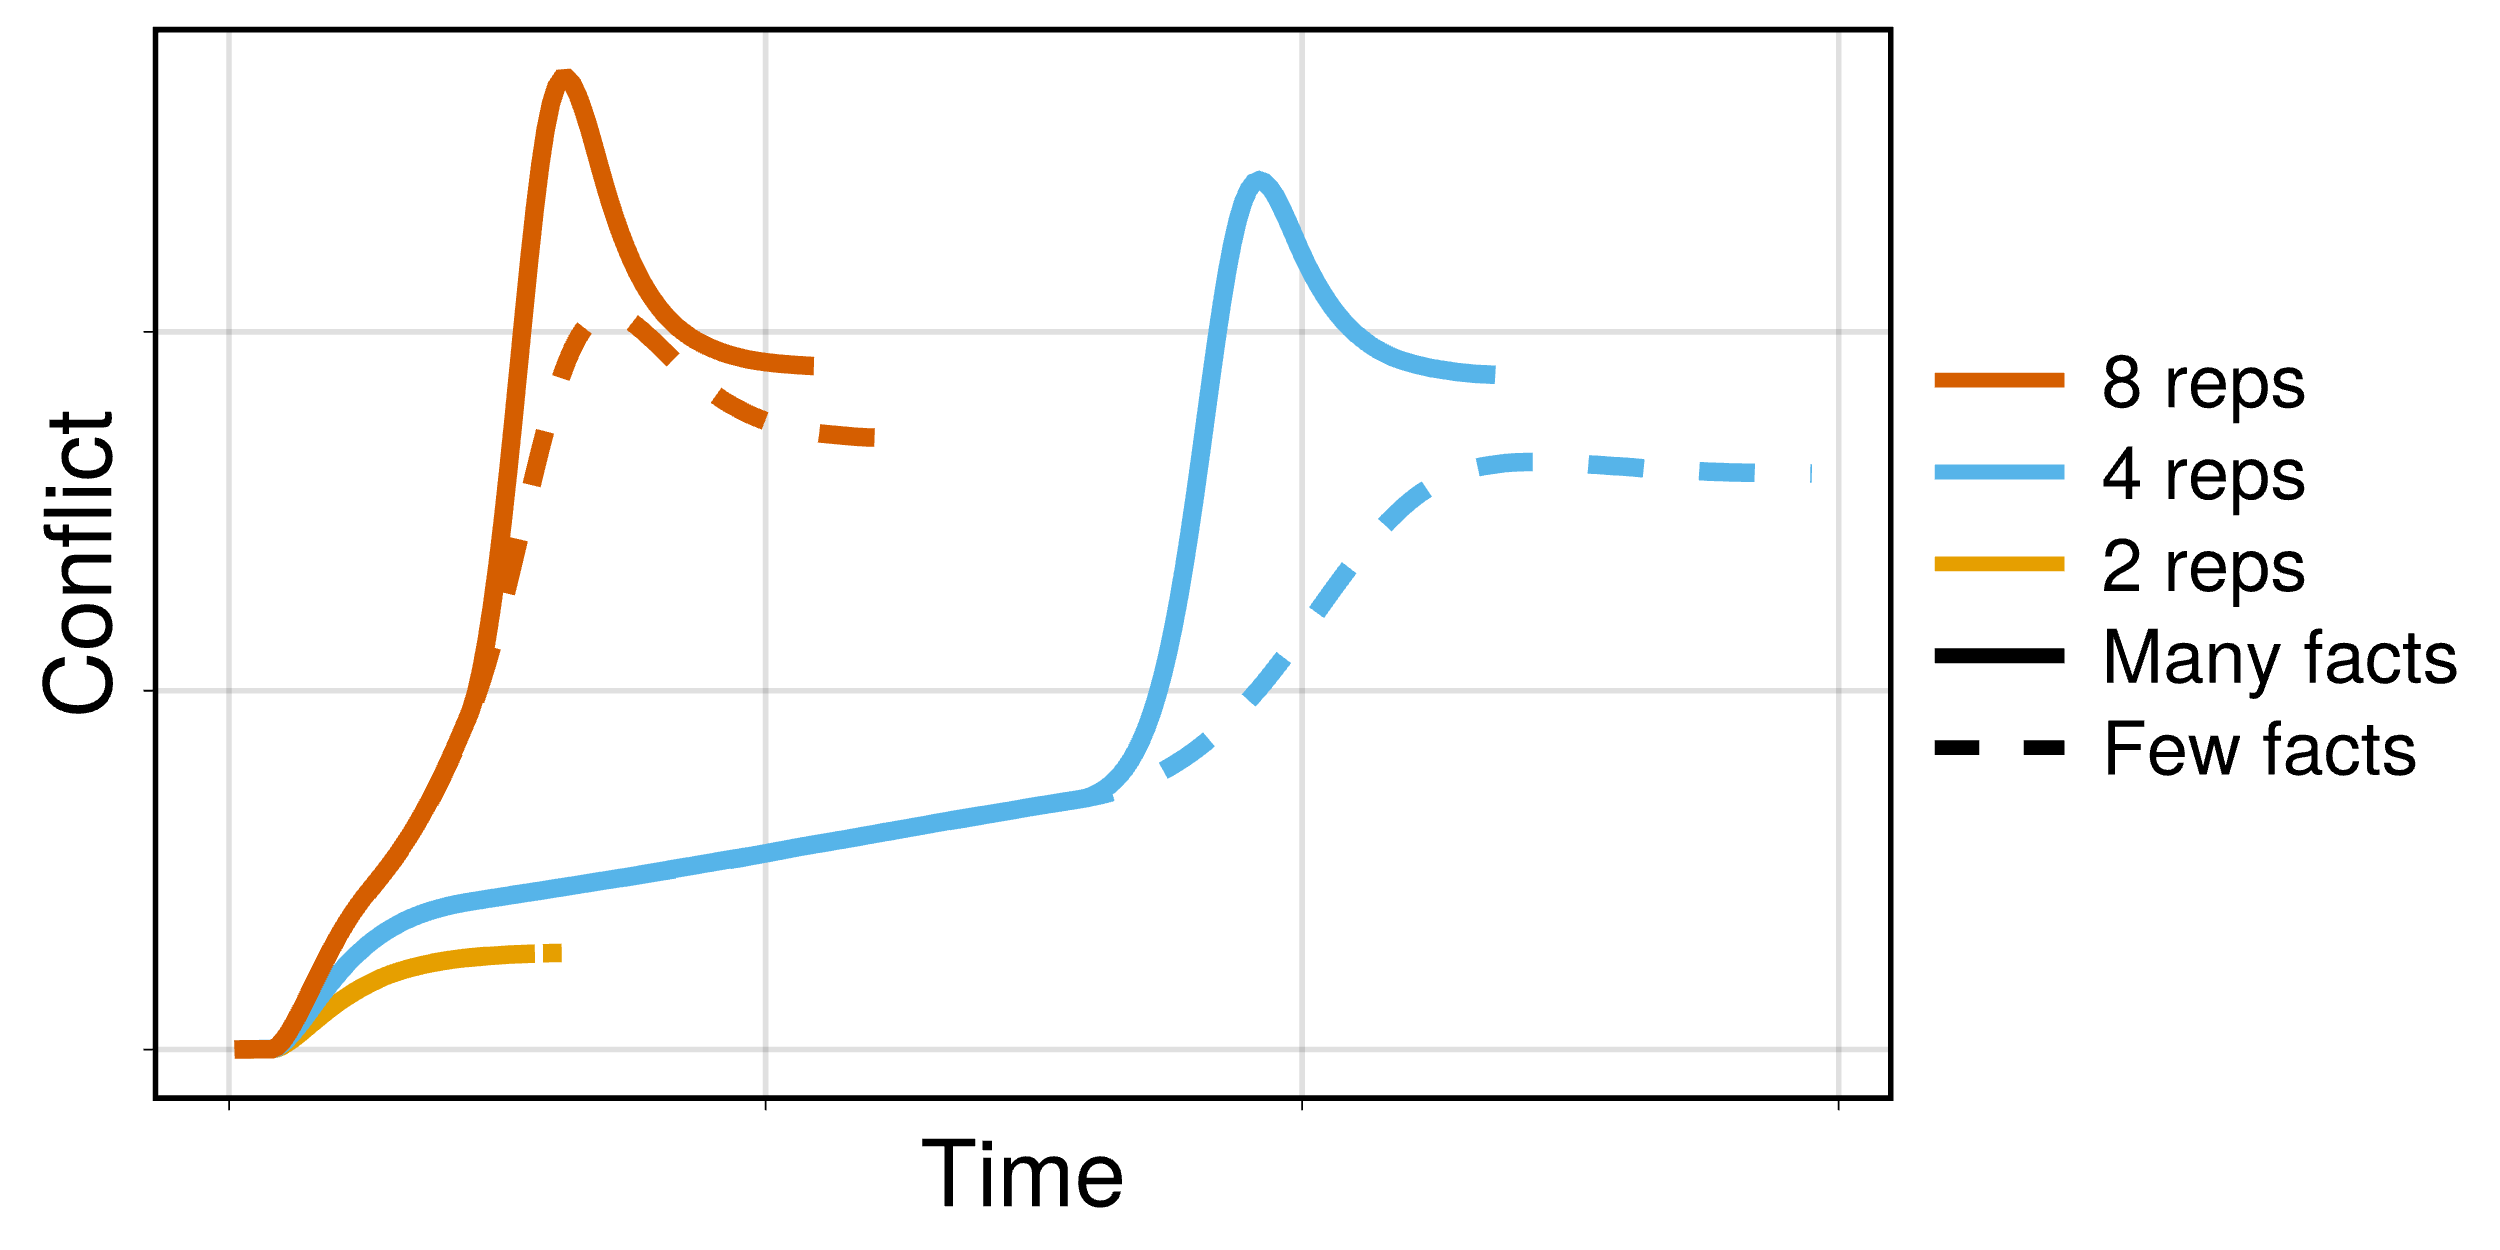 Conflict
Time
8 reps
4 reps
2 reps
Many facts
Few facts